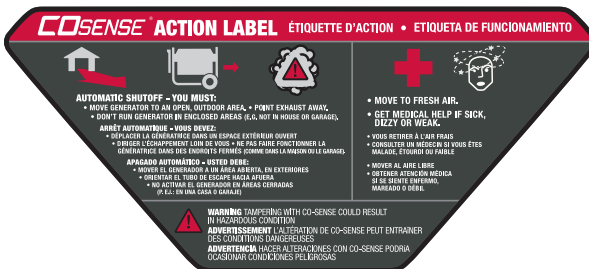 COSENSE® ACTION LABEL ÉTIQUETTE D'ACTION • ETIQUETA DE FUNCIONAMIENTO
AUTOMATIC SHUTOFF – YOU MUST:
• MOVE GENERATOR TO AN OPEN, OUTDOOR AREA. • POINT EXHAUST AWAY.
• DON'T RUN GENERATOR IN ENCLOSED AREAS (E.G. NOT IN HOUSE OR GARAGE).
ARRÊT AUTOMATIQUE – VOUS DEVEZ:
• DÉPLACER LA GÉNÉRATRICE DANS UN ESPACE EXTÉRIEUR OUVERT
• DIRIGER L'ÉCHAPPEMENT LOIN DE VOUS • NE PAS FAIRE FONCTIONNER LA
GÉNÉRATRICE DANS DES ENDROITS FERMÉS (COMME DANS LA MAISON OU LE GARAGE).
APAGADO AUTOMÁTICO – USTED DEBE:
• MOVER EL GENERADOR A UN ÁREA ABIERTA, EN EXTERIORES
• ORIENTAR EL TUBO DE ESCAPE HACIA AFUERA
• NO ACTIVAR EL GENERADOR EN ÁREAS CERRADAS
(P. EJ.: EN UNA CASA O GARAJE)
• MOVE TO FRESH AIR.
• GET MEDICAL HELP IF SICK,
DIZZY OR WEAK.
• VOUS RETIRER À L'AIR FRAIS
• CONSULTER UN MÉDECIN SI VOUS ÊTES
MALADE, ÉTOURDI OU FAIBLE
• MOVER AL AIRE LIBRE
• OBTENER ATENCIÓN MÉDICA
SI SE SIENTE ENFERMO,
MAREADO O DÉBIL
WARNING TAMPERING WITH CO-SENSE COULD RESULT
IN HAZARDOUS CONDITION
ADVERTISSEMENT L'ALTÉRATION DE CO-SENSE PEUT ENTRAINER
DES CONDITIONS DANGEREUSES
ADVERTENCIA HACER ALTERACIONES CON CO-SENSE PODRÍA
OCASIONAR CONDICIONES PELIGROSAS